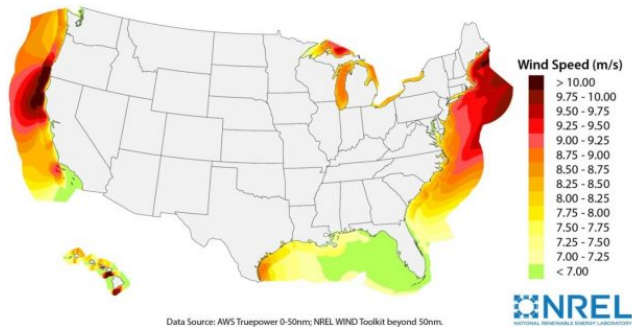 Wind Speed (m/s)
> 10.00
9.75 - 10.00
9.50 - 9.75
9.25 - 9.50
9.00 - 9.25
8.75 - 9.00
8.50 - 8.75
8.25 - 8.50
8.00 - 8.25
7.75 - 8.00
7.50 - 7.75
7.25 - 7.50
7.00 - 7.25
< 7.00
NREL
NATIONAL RENEWABLE ENERGY LABORATORY
Data Source: AWS Truepower 0-50nm; NREL WIND Toolkit beyond 50nm.